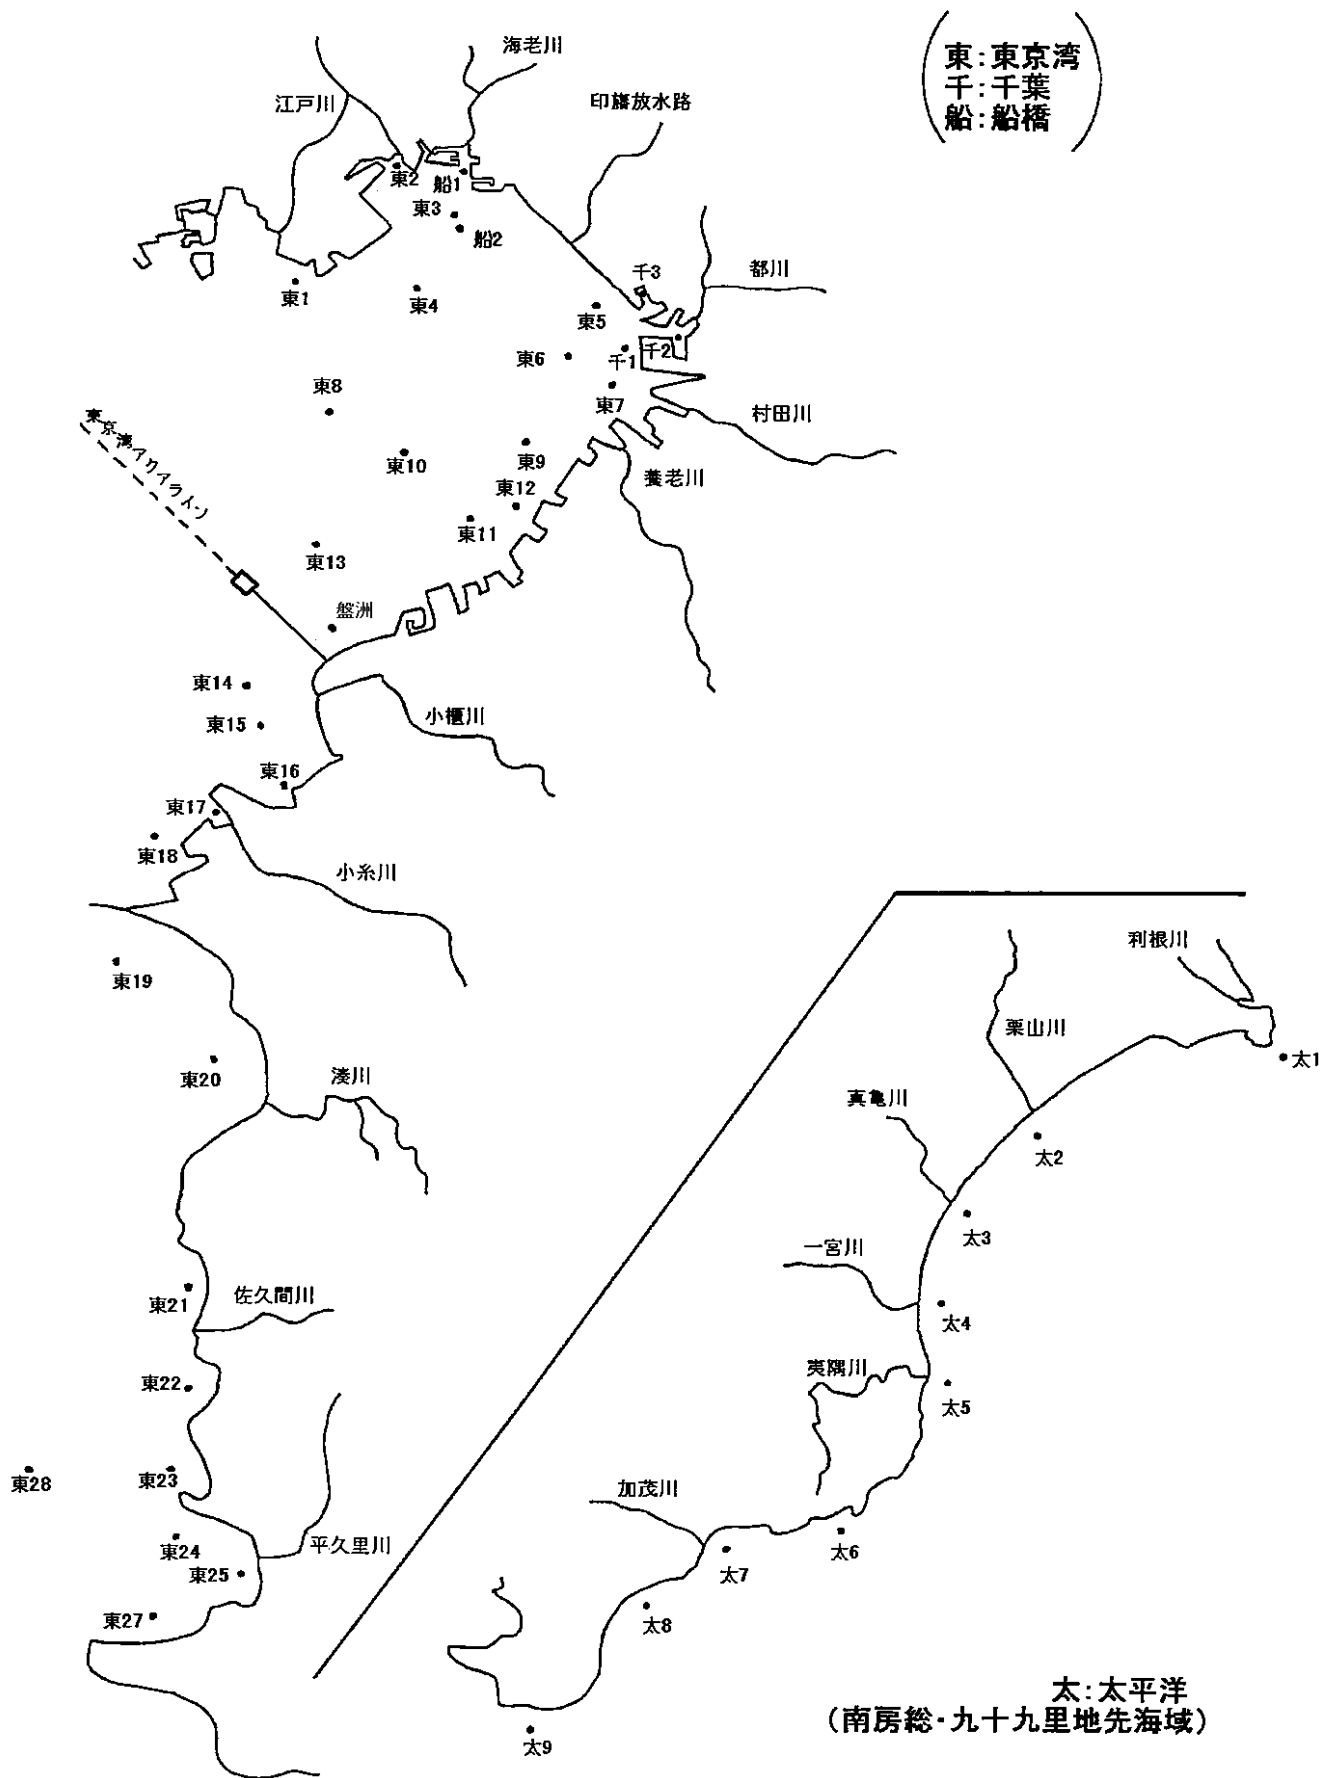 東:東京湾
千:千葉
船:船橋
海老川
江戸川
印旛放水路
東2
船1
東3
船2
都川
千3
東1
東4
東5
東6
千1
千2
東8
東7
村田川
東京湾アクアライン
東10
東9
養老川
東12
東11
東13
盤洲
東14
小櫃川
東15
東16
東17
東18
小糸川
東19
東20
湊川
東21
佐久間川
東22
東28
東23
東24
平久里川
東25
東27
利根川
栗山川
太1
真亀川
太2
太3
一宮川
太4
夷隅川
太5
加茂川
太6
太7
太8
太9
太:太平洋
(南房総・九十九里地先海域)